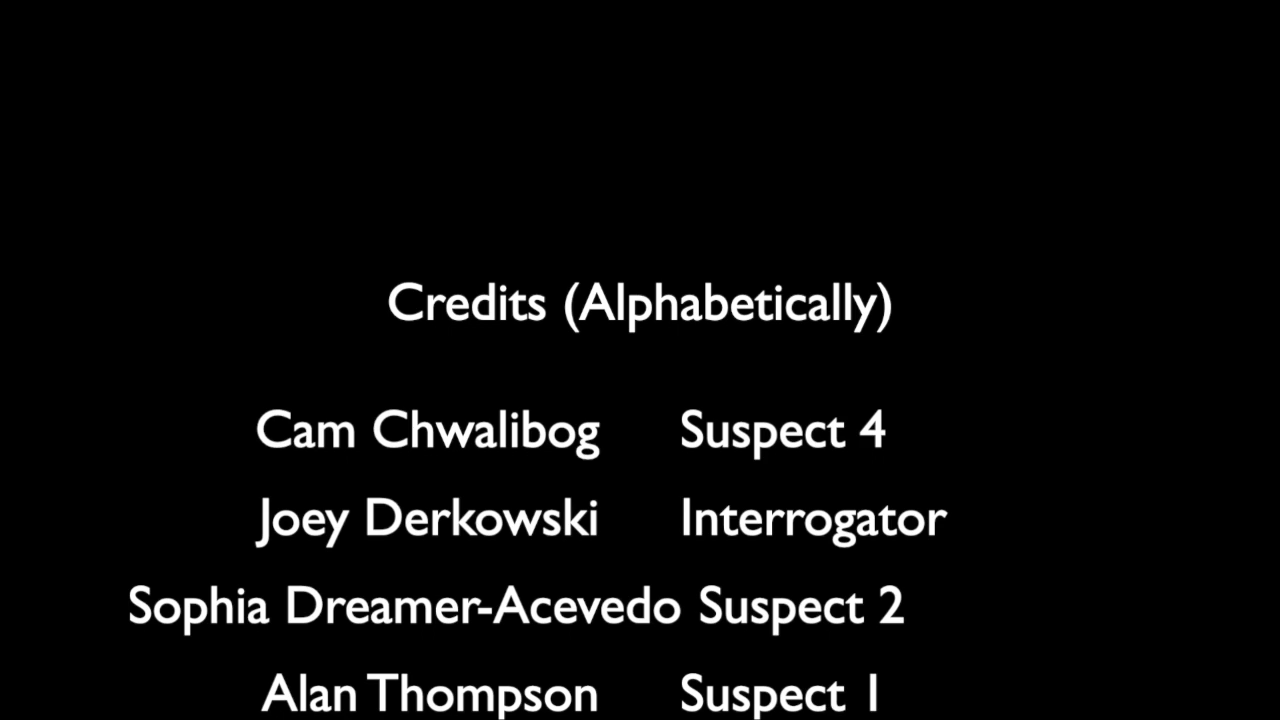 Credits (Alphabetically)
Cam Chwalibog Suspect 4
Joey Derkowski Interrogator
Sophia Dreamer-Acevedo Suspect 2
Alan Thompson Suspect 1